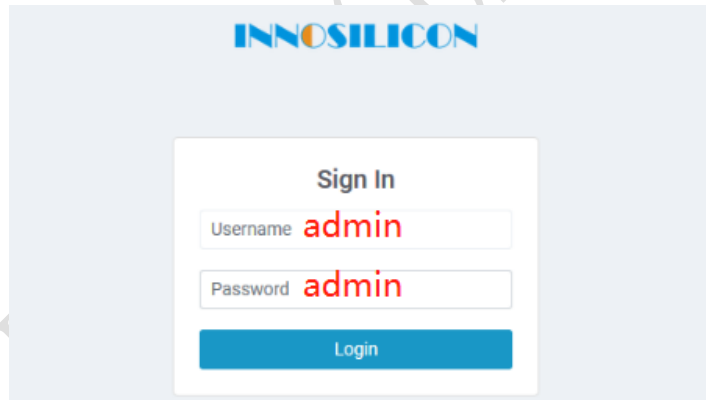 INNOSILICON
Sign In
Username admin
Password admin
Login